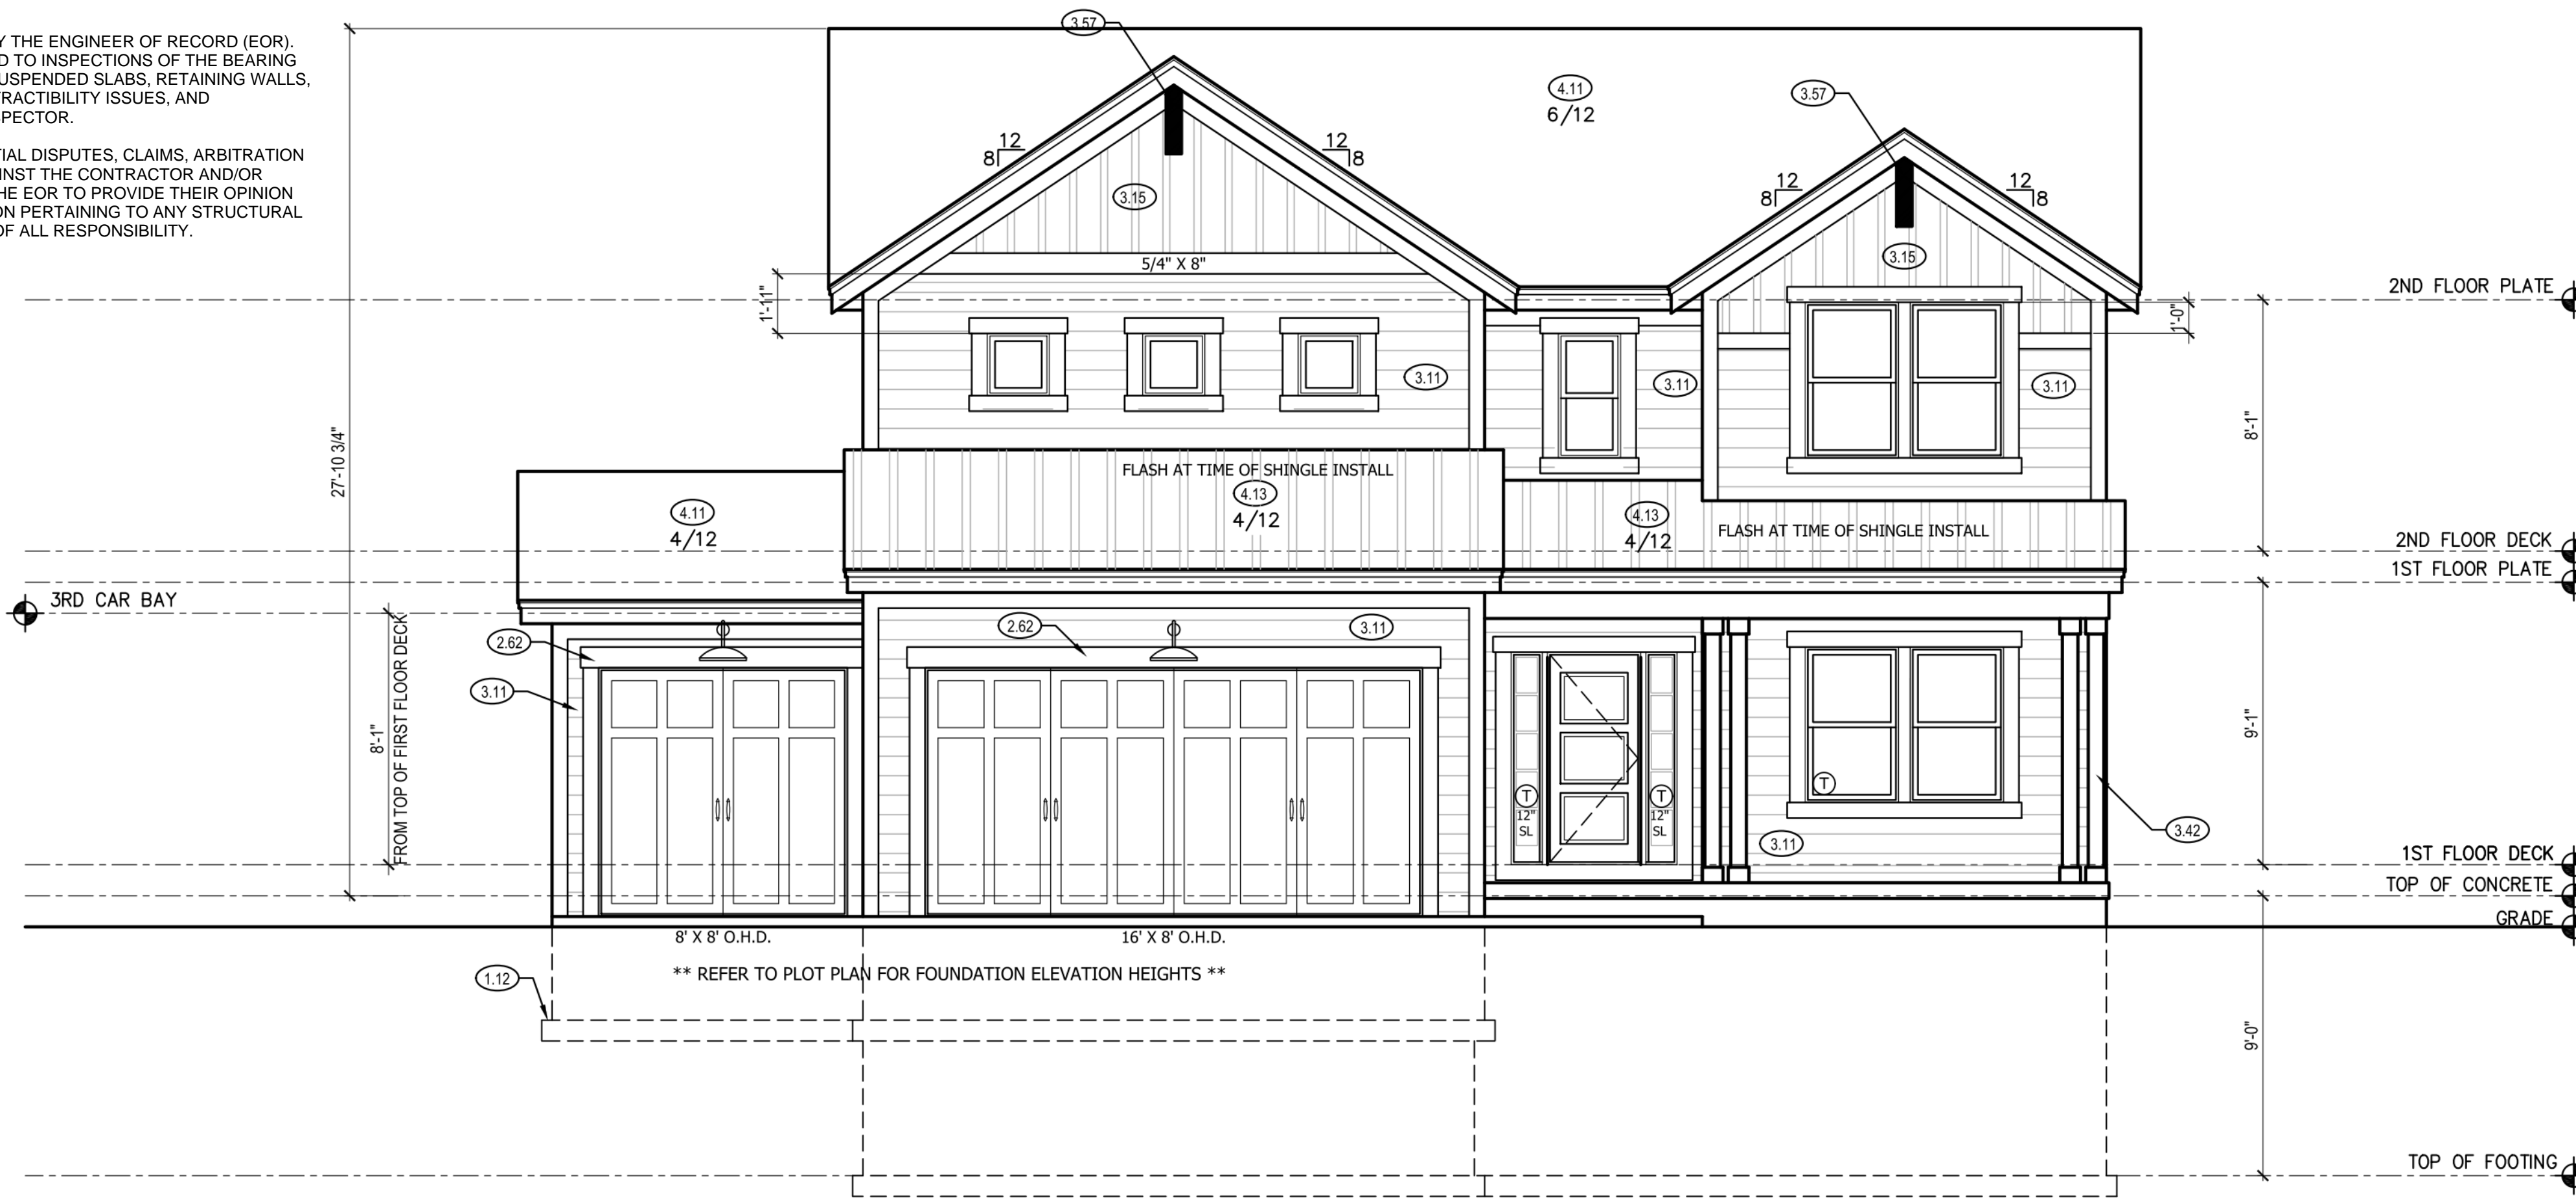 Y THE ENGINEER OF RECORD (EOR).
D TO INSPECTIONS OF THE BEARING
USPENDED SLABS, RETAINING WALLS,
TRACTIBILITY ISSUES, AND
SPECTOR.
TIAL DISPUTES, CLAIMS, ARBITRATION
INST THE CONTRACTOR AND/OR
HE EOR TO PROVIDE THEIR OPINION
ON PERTAINING TO ANY STRUCTURAL
OF ALL RESPONSIBILITY.
3.57
4.11
6/12
3.57
12
8
12
8
12
8
12
8
3.15
3.15
5/4" X 8"
1'-11"
2ND FLOOR PLATE
1'-0"
3.11
3.11
3.11
8'-1"
27'-10 3/4"
FLASH AT TIME OF SHINGLE INSTALL
4.13
4/12
4.11
4/12
4.13
4/12
FLASH AT TIME OF SHINGLE INSTALL
2ND FLOOR DECK
1ST FLOOR PLATE
3RD CAR BAY
2.62
2.62
3.11
3.11
8'-1"
FROM TOP OF FIRST FLOOR DECK
9'-1"
T
12"
SL
T
12"
SL
T
3.11
3.42
1ST FLOOR DECK
TOP OF CONCRETE
GRADE
8' X 8' O.H.D.
16' X 8' O.H.D.
** REFER TO PLOT PLAN FOR FOUNDATION ELEVATION HEIGHTS **
1.12
9'-0"
TOP OF FOOTING